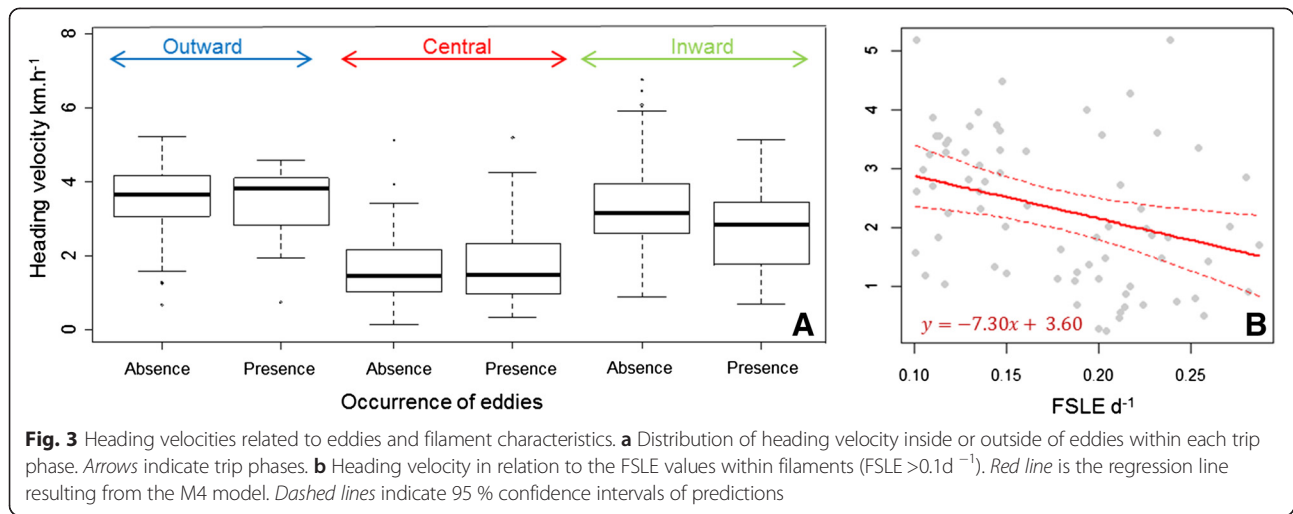 8
6
4
2
0
Heading velocity km.h-1
Outward Central Inward
A
Absence Presence Absence Presence Absence Presence
Occurrence of eddies
5
4
3
2
1
y = −7.30x + 3.60
B
0.10 0.15 0.20 0.25
FSLE d-1
Fig. 3 Heading velocities related to eddies and filament characteristics. a Distribution of heading velocity inside or outside of eddies within each trip
phase. Arrows indicate trip phases. b Heading velocity in relation to the FSLE values within filaments (FSLE >0.1d −1). Red line is the regression line
resulting from the M4 model. Dashed lines indicate 95 % confidence intervals of predictions